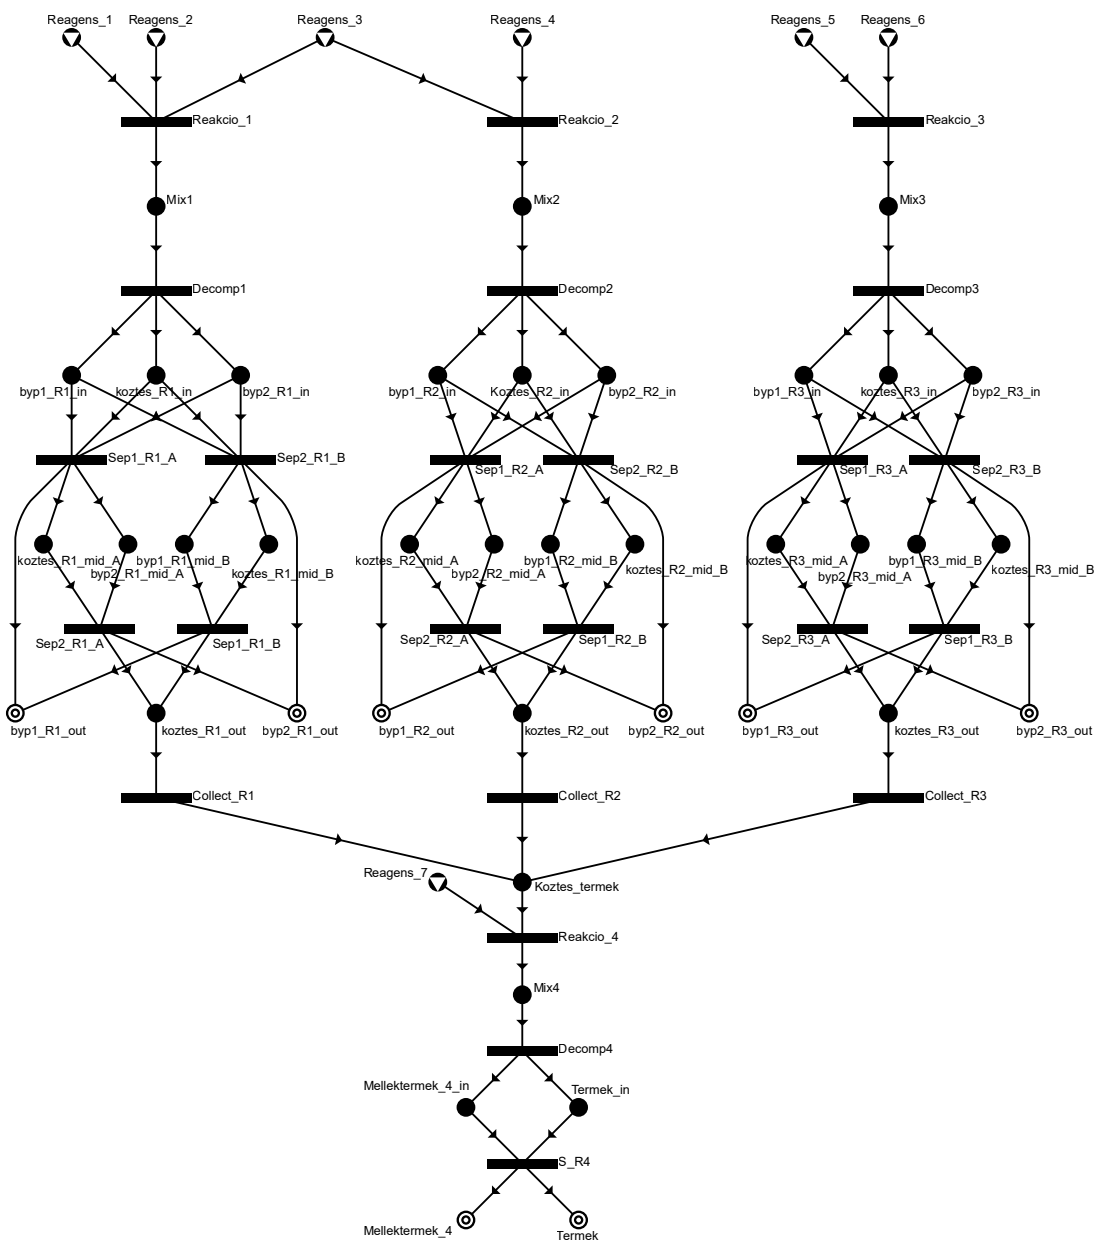 Reagens_1
Reagens_2
Reagens_3
Reagens_4
Reagens_5
Reagens_6
Reakcio_1
Reakcio_2
Reakcio_3
Mix1
Mix2
Mix3
Decomp1
Decomp2
Decomp3
byp1_R1_in
koztes_R1_in
byp2_R1_in
byp1_R2_in
Koztes_R2_in
byp2_R2_in
byp1_R3_in
koztes_R3_in
byp2_R3_in
Sep1_R1_A
Sep2_R1_B
Sep1_R2_A
Sep2_R2_B
Sep1_R3_A
Sep2_R3_B
koztes_R1_mid_A
byp2_R1_mid_A
byp1_R1_mid_B
koztes_R1_mid_B
koztes_R2_mid_A
byp2_R2_mid_A
byp1_R2_mid_B
koztes_R2_mid_B
koztes_R3_mid_A
byp2_R3_mid_A
byp1_R3_mid_B
koztes_R3_mid_B
Sep2_R1_A
Sep1_R1_B
Sep2_R2_A
Sep1_R2_B
Sep2_R3_A
Sep1_R3_B
byp1_R1_out
koztes_R1_out
byp2_R1_out
byp1_R2_out
koztes_R2_out
byp2_R2_out
byp1_R3_out
koztes_R3_out
byp2_R3_out
Collect_R1
Collect_R2
Collect_R3
Reagens_7
Koztes_termek
Reakcio_4
Mix4
Decomp4
Mellektermek_4_in
Termek_in
S_R4
Mellektermek_4
Termek